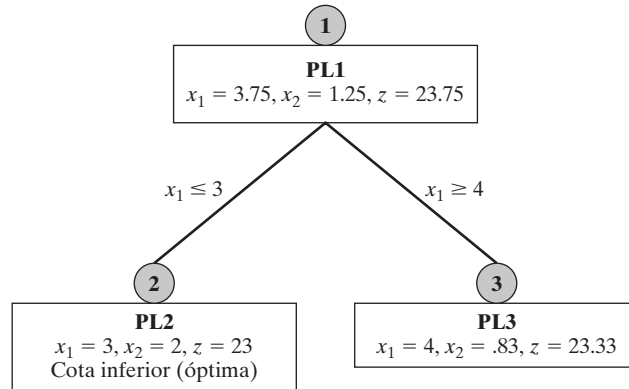 1
PL1
x₁ = 3.75, x₂ = 1.25, z = 23.75
x₁ ≤ 3
x₁ ≥ 4
2
PL2
x₁ = 3, x₂ = 2, z = 23
Cota inferior (óptima)
3
PL3
x₁ = 4, x₂ = .83, z = 23.33